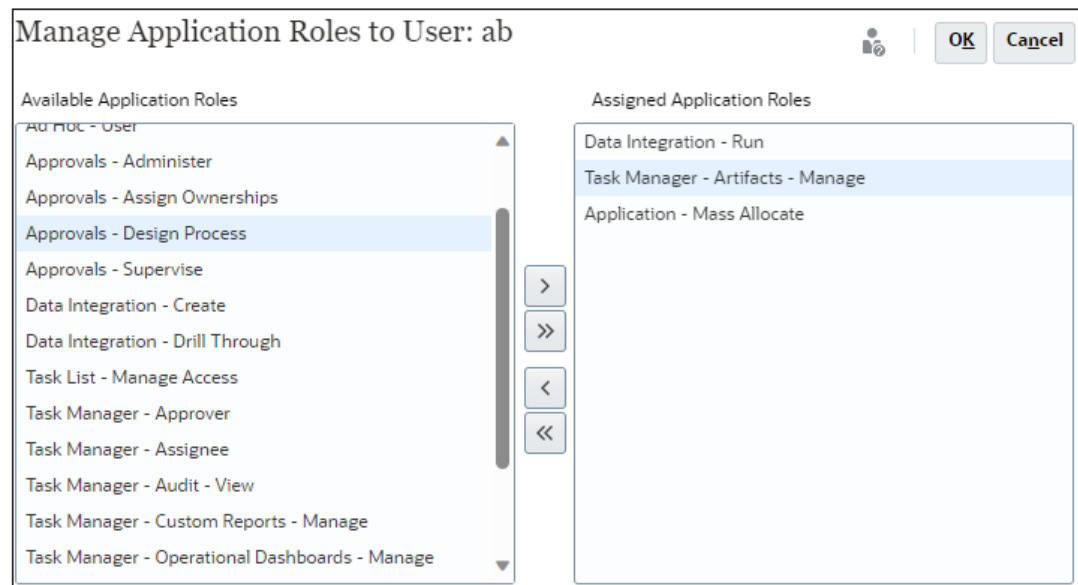 Manage Application Roles to User: ab
OK
Cancel
Available Application Roles
Ad Hoc - User
Approvals - Administer
Approvals - Assign Ownerships
Approvals - Design Process
Approvals - Supervise
Data Integration - Create
Data Integration - Drill Through
Task List - Manage Access
Task Manager - Approver
Task Manager - Assignee
Task Manager - Audit - View
Task Manager - Custom Reports - Manage
Task Manager - Operational Dashboards - Manage
Assigned Application Roles
Data Integration - Run
Task Manager - Artifacts - Manage
Application - Mass Allocate